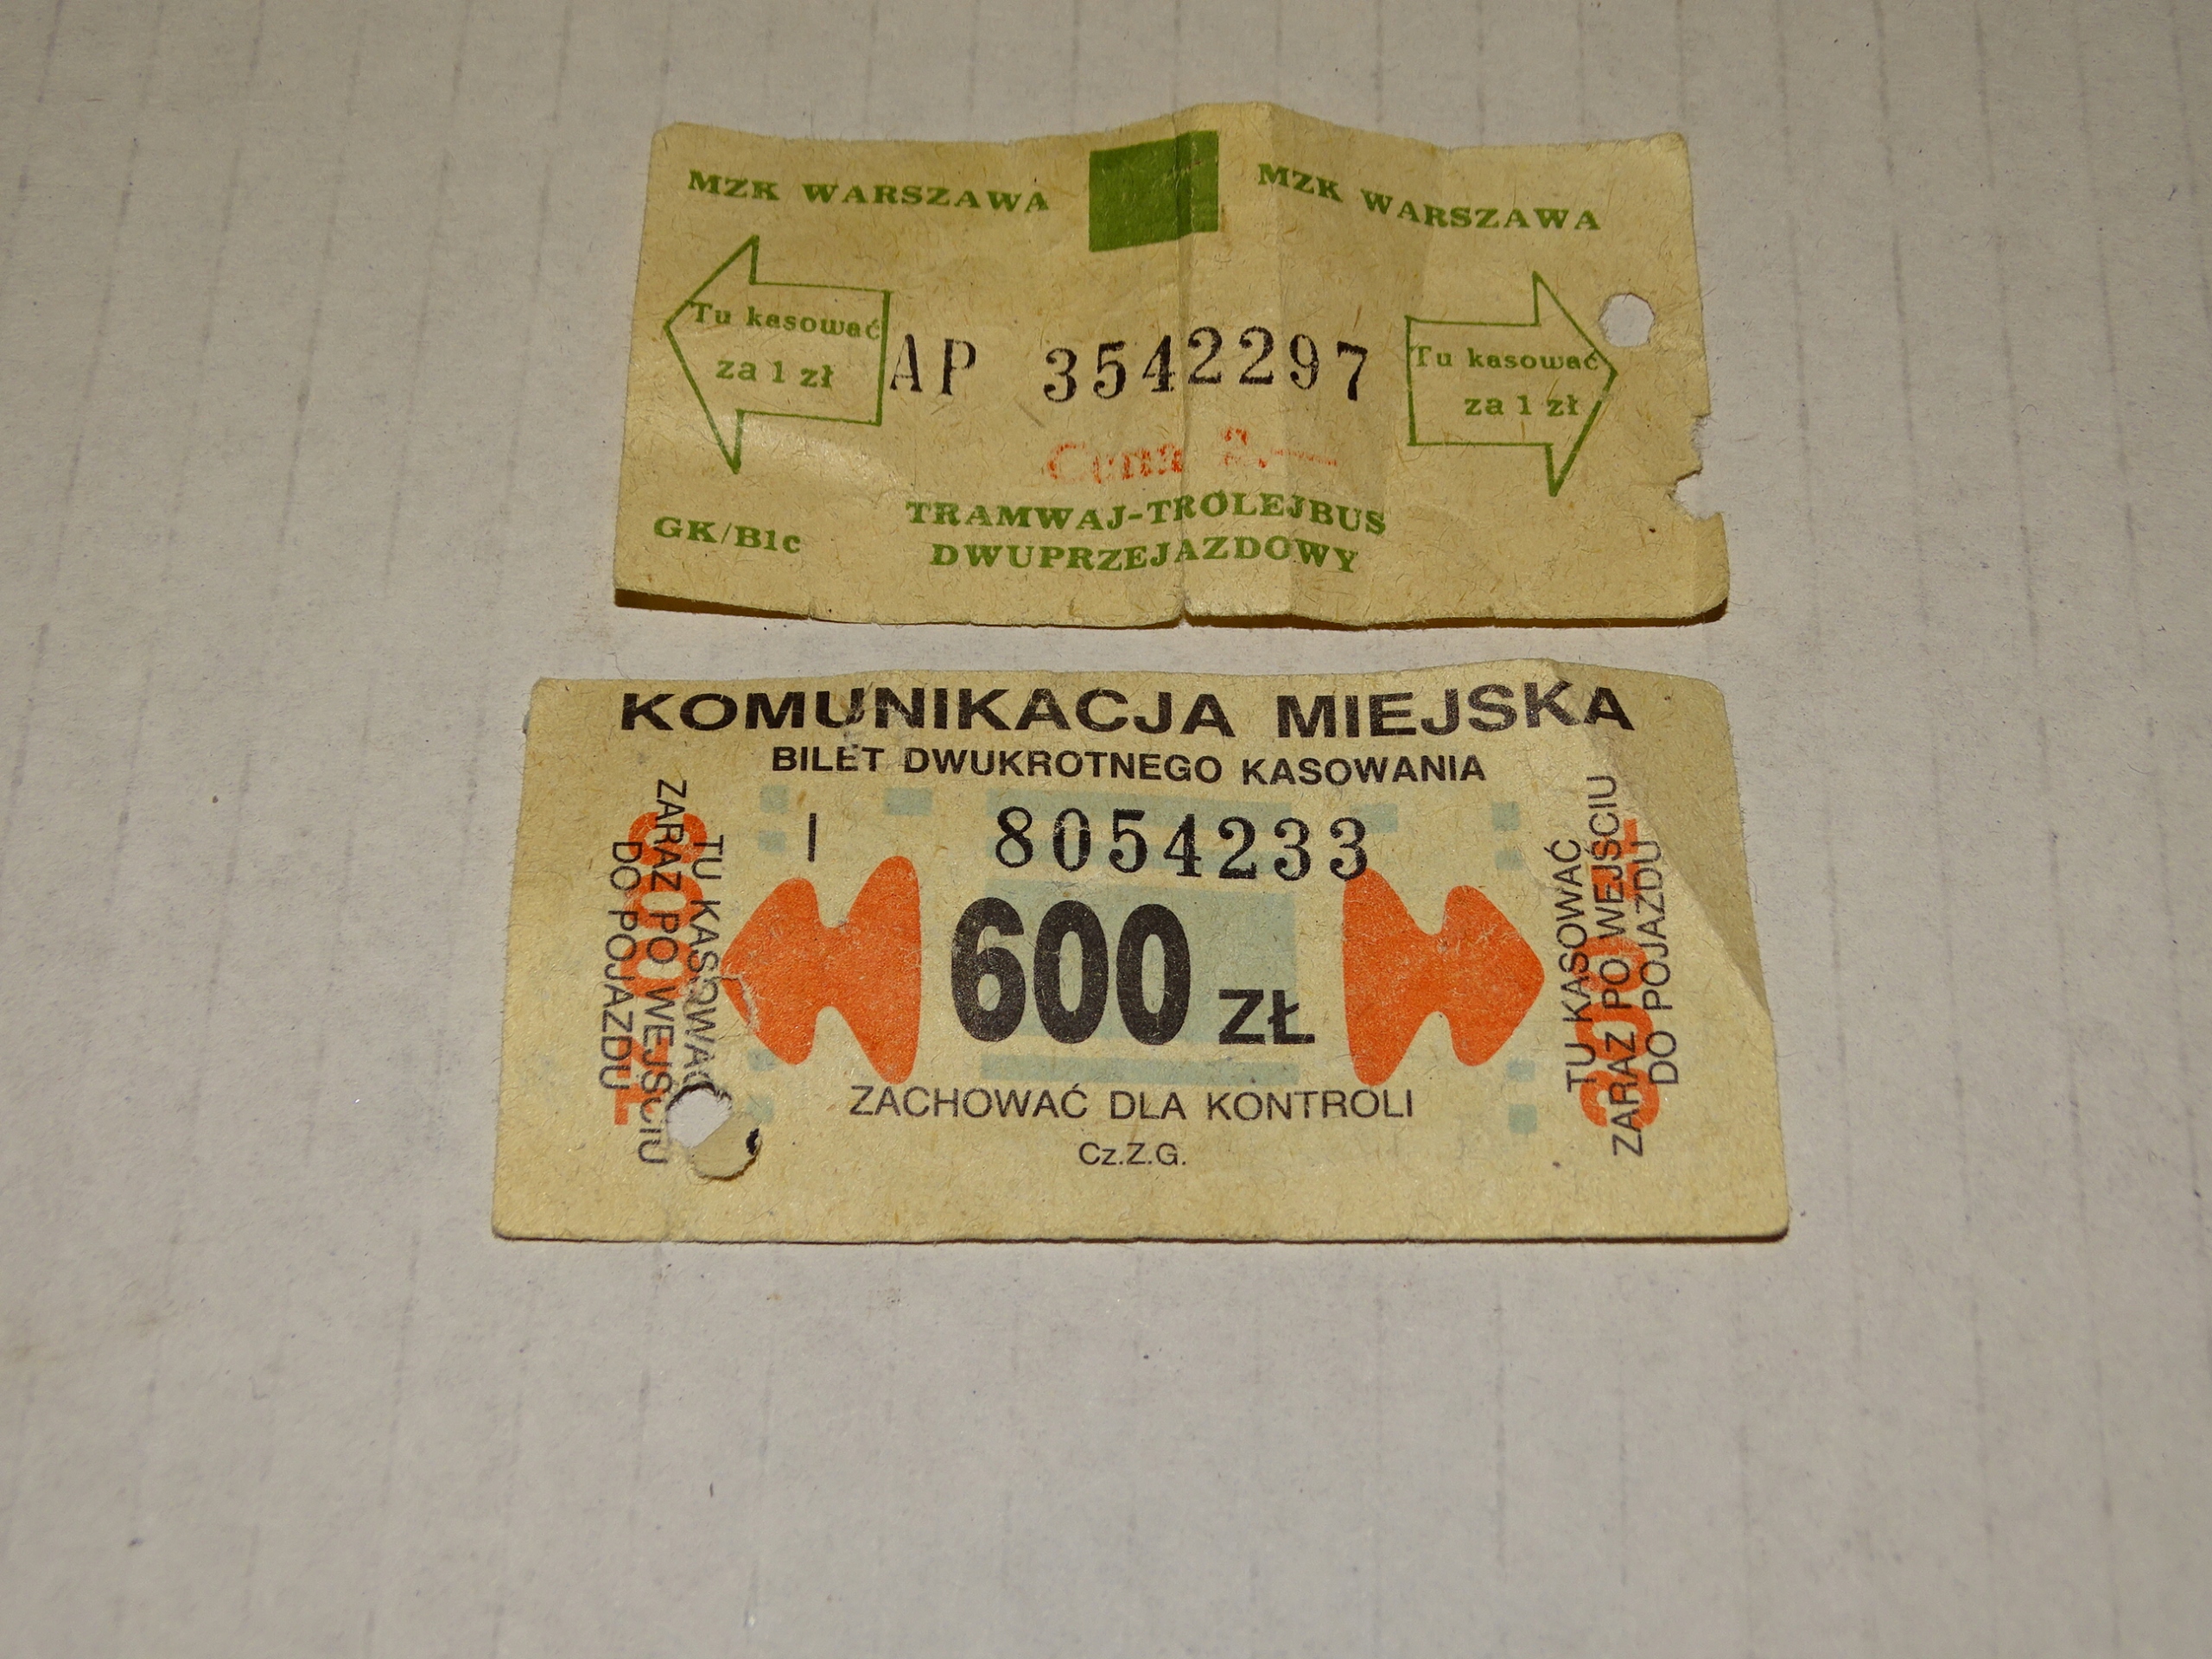 MZK WARSZAWA
MZK WARSZAWA
Tu kasować
za 1 zł
AP 3542297
Tu kasować
za 1 zł
Cena 2.—
TRAMWAJ-TROLEJBUS
DWUPRZEJAZDOWY
GK/B1c
KOMUNIKACJA MIEJSKA
BILET DWUKROTNEGO KASOWANIA
I 8054233
TU KASOWAĆ
ZARAZ PO WEJŚCIU
DO POJAZDU
600 ZŁ
TU KASOWAĆ
ZARAZ PO WEJŚCIU
DO POJAZDU
ZACHOWAĆ DLA KONTROLI
Cz.Z.G.